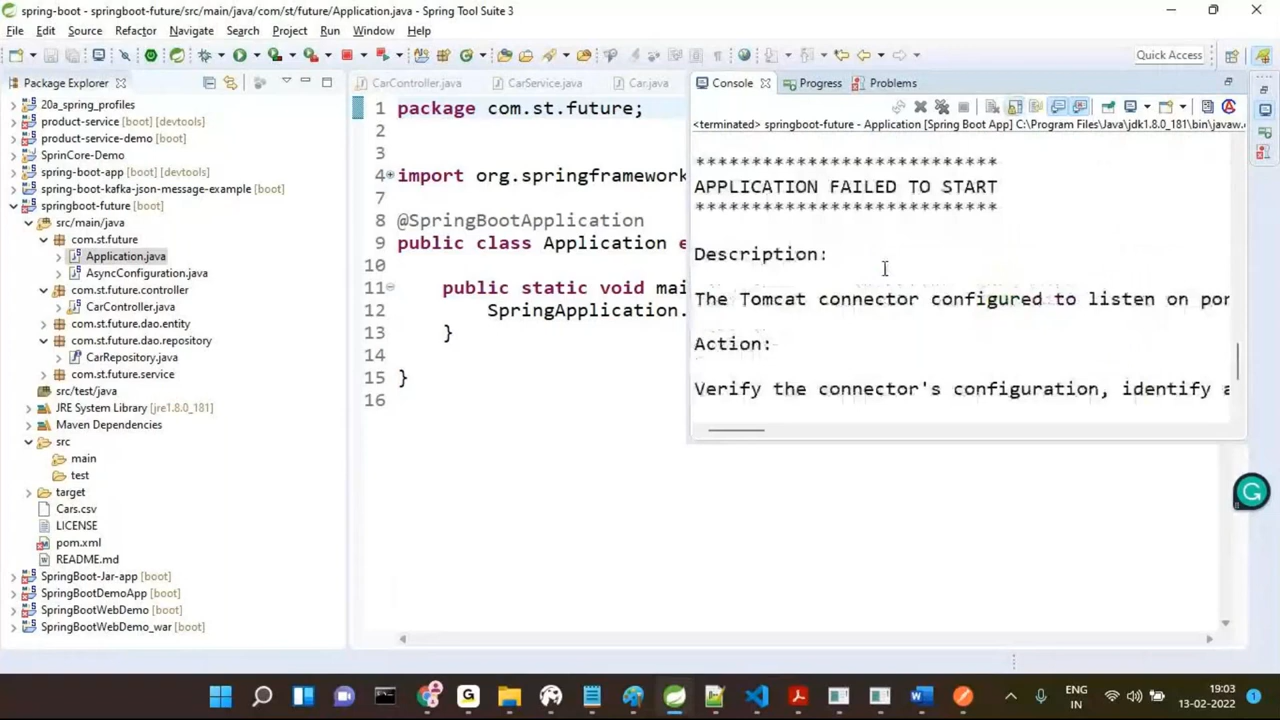 spring-boot - springboot-future/src/main/java/com/st/future/Application.java - Spring Tool Suite 3
File Edit Source Refactor Navigate Search Project Run Window Help
Quick Access
Package Explorer
20a_spring_profiles
product-service [boot] [devtools]
product-service-demo [boot]
SprinCore-Demo
spring-boot-app [boot] [devtools]
spring-boot-kafka-json-message-example [boot]
springboot-future [boot]
src/main/java
com.st.future
Application.java
AsyncConfiguration.java
com.st.future.controller
CarController.java
com.st.future.dao.entity
com.st.future.dao.repository
CarRepository.java
com.st.future.service
src/test/java
JRE System Library [jre1.8.0_181]
Maven Dependencies
src
main
test
target
Cars.csv
LICENSE
pom.xml
README.md
SpringBoot-Jar-app [boot]
SpringBootDemoApp [boot]
SpringBootWebDemo [boot]
SpringBootWebDemo_war [boot]
CarController.java CarService.java Car.java
1 package com.st.future;
2
3
4 import org.springframework
7
8 @SpringBootApplication
9 public class Application e
10
11 public static void mai
12 SpringApplication.
13 }
14
15 }
16
Console Progress Problems
<terminated> springboot-future - Application [Spring Boot App] C:\Program Files\Java\jdk1.8.0_181\bin\javaw.
***************************
APPLICATION FAILED TO START
***************************
Description:
The Tomcat connector configured to listen on por
Action:
Verify the connector's configuration, identify a
ENG
IN
19:03
13-02-2022